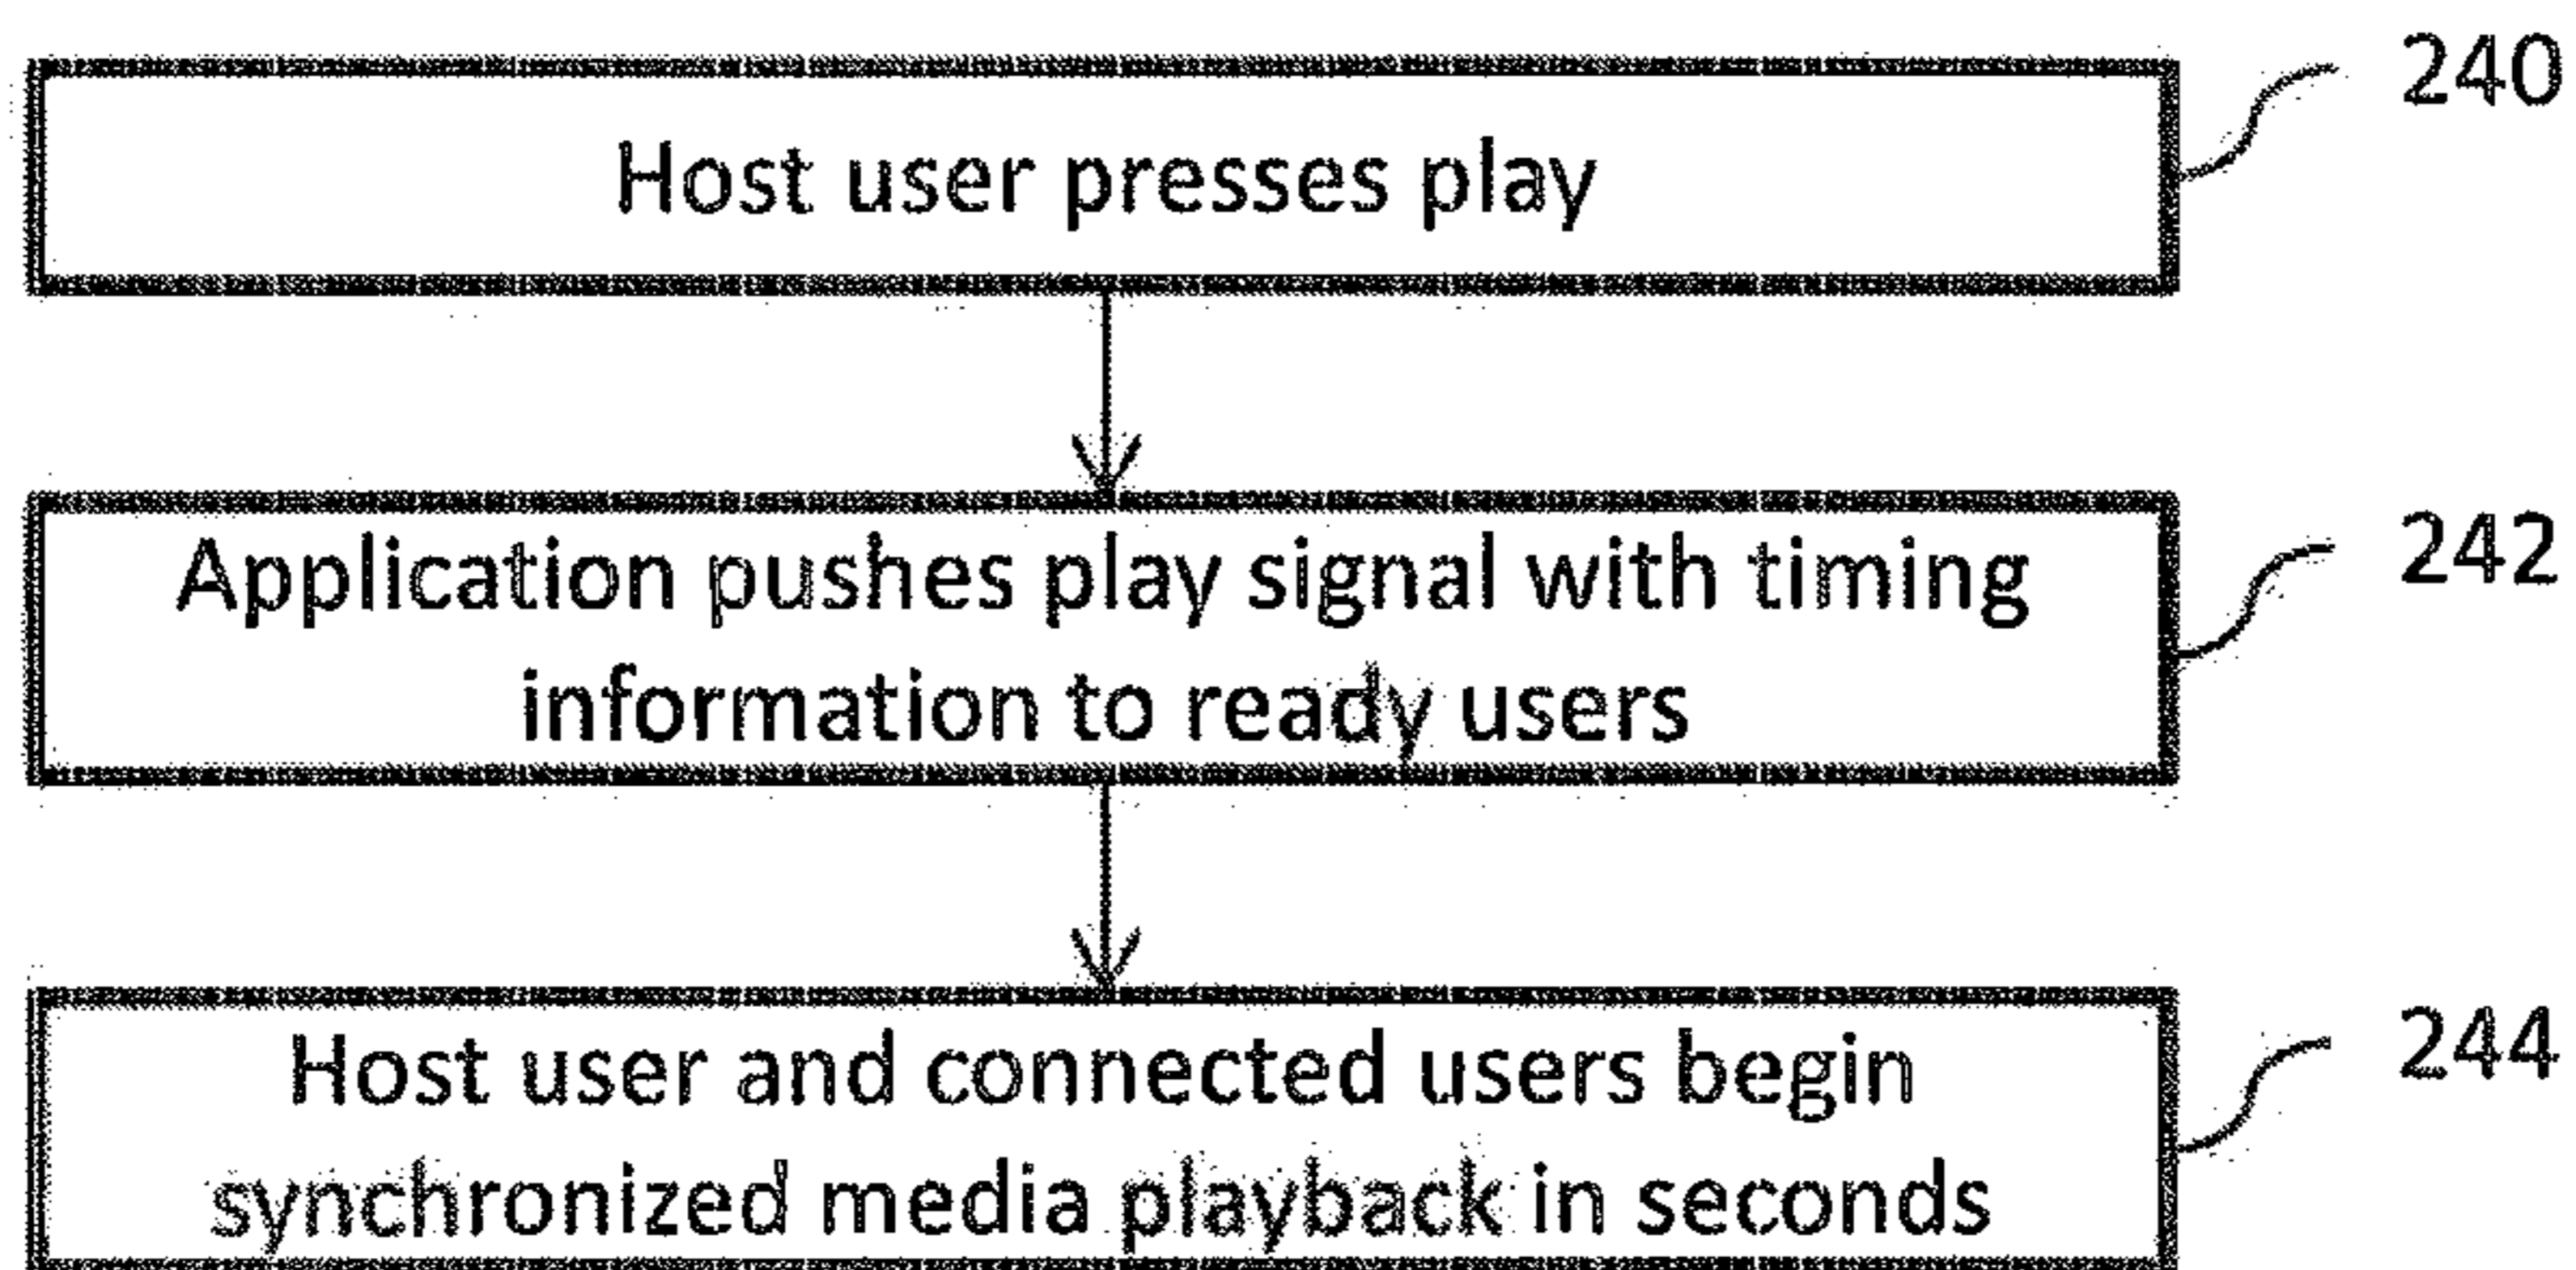 240
Host user presses play
Application pushes play signal with timing
242
information to ready users
Host user and connected users begin
244
synchronized media playback in seconds